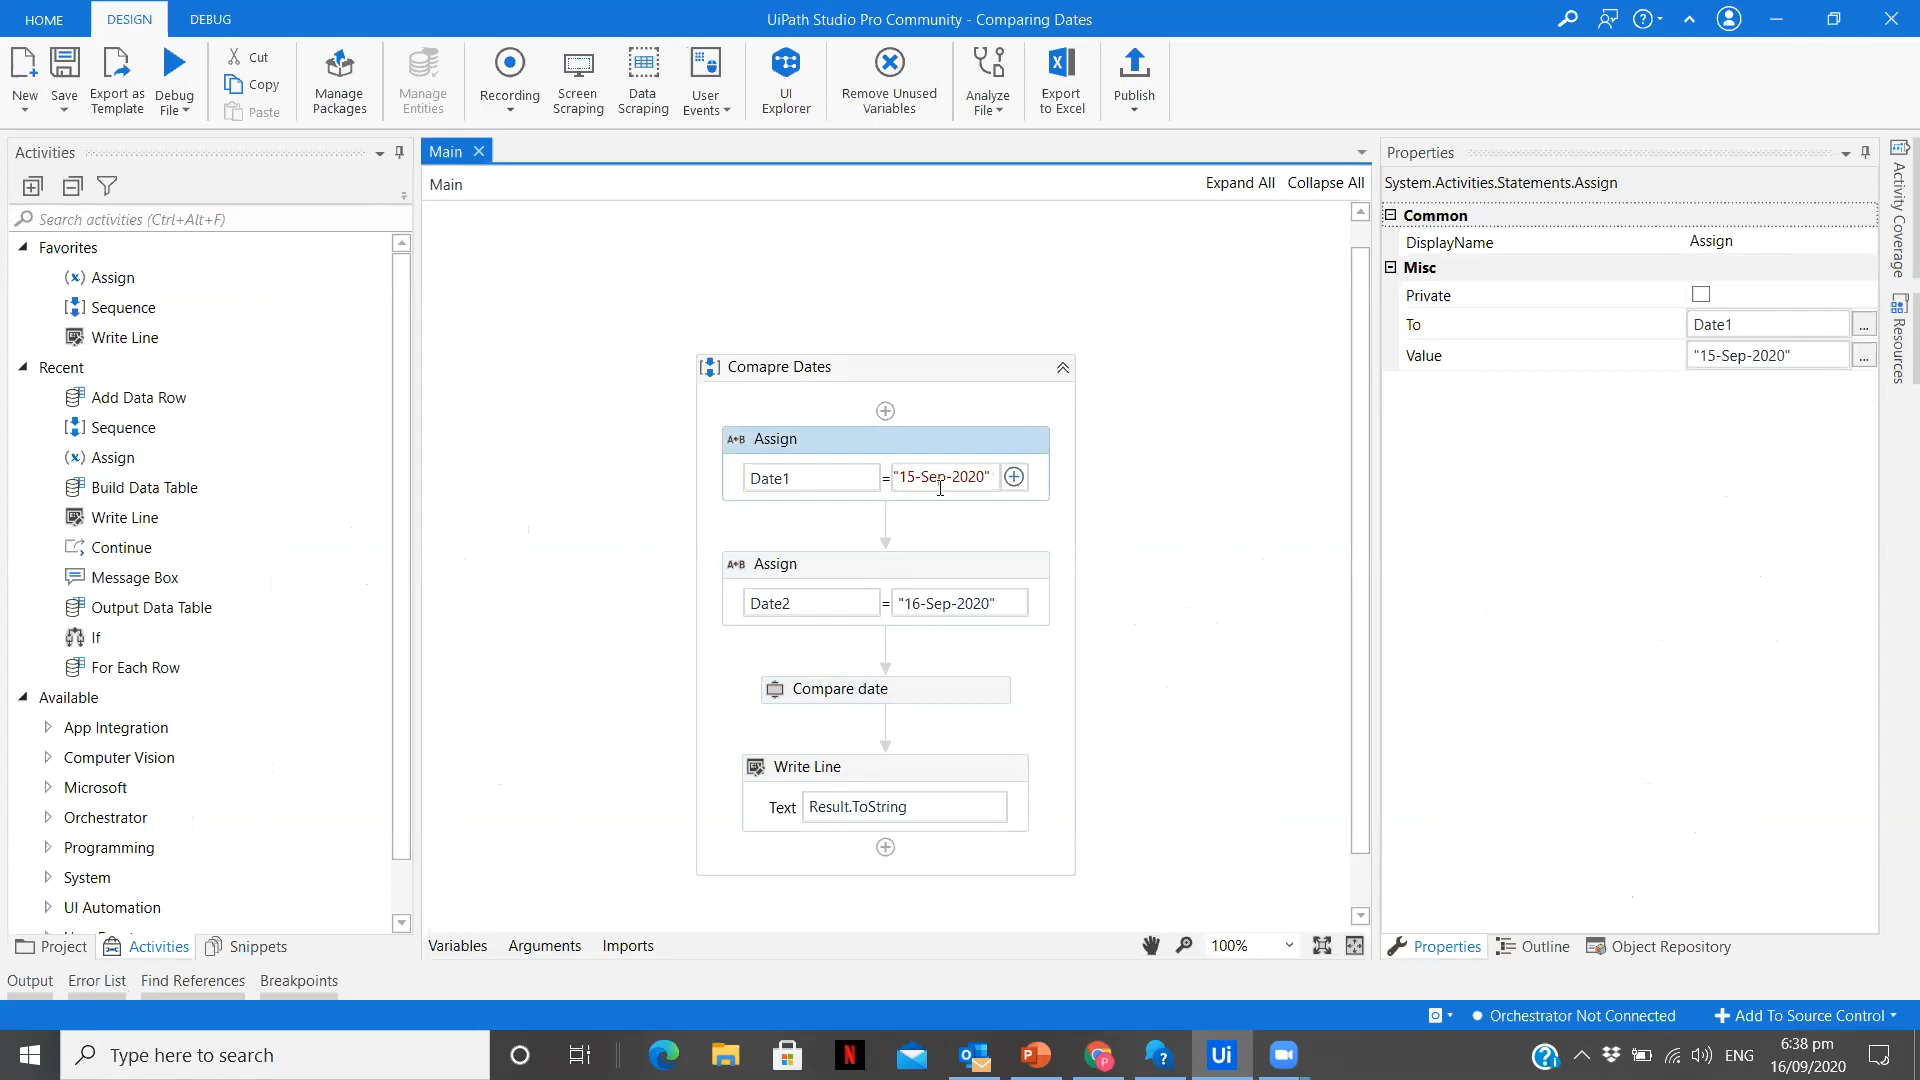 HOME
DESIGN
DEBUG
UiPath Studio Pro Community - Comparing Dates
New
Save
Export as
Template
Debug
File
Cut
Copy
Paste
Manage
Packages
Manage
Entities
Recording
Screen
Scraping
Data
Scraping
User
Events
UI
Explorer
Remove Unused
Variables
Analyze
File
Export
to Excel
Publish
Activities
Search activities (Ctrl+Alt+F)
Favorites
Assign
Sequence
Write Line
Recent
Add Data Row
Sequence
Assign
Build Data Table
Write Line
Continue
Message Box
Output Data Table
If
For Each Row
Available
App Integration
Computer Vision
Microsoft
Orchestrator
Programming
System
UI Automation
Project
Activities
Snippets
Main
Main
Expand All
Collapse All
Comapre Dates
A+B Assign
Date1 = "15-Sep-2020"
A+B Assign
Date2 = "16-Sep-2020"
Compare date
Write Line
Text Result.ToString
Variables
Arguments
Imports
100%
Properties
System.Activities.Statements.Assign
Common
DisplayName Assign
Misc
Private
To Date1 ...
Value "15-Sep-2020" ...
Activity Coverage
Resources
Properties
Outline
Object Repository
Output
Error List
Find References
Breakpoints
Orchestrator Not Connected
Add To Source Control
Type here to search
Ui
ENG
6:38 pm
16/09/2020